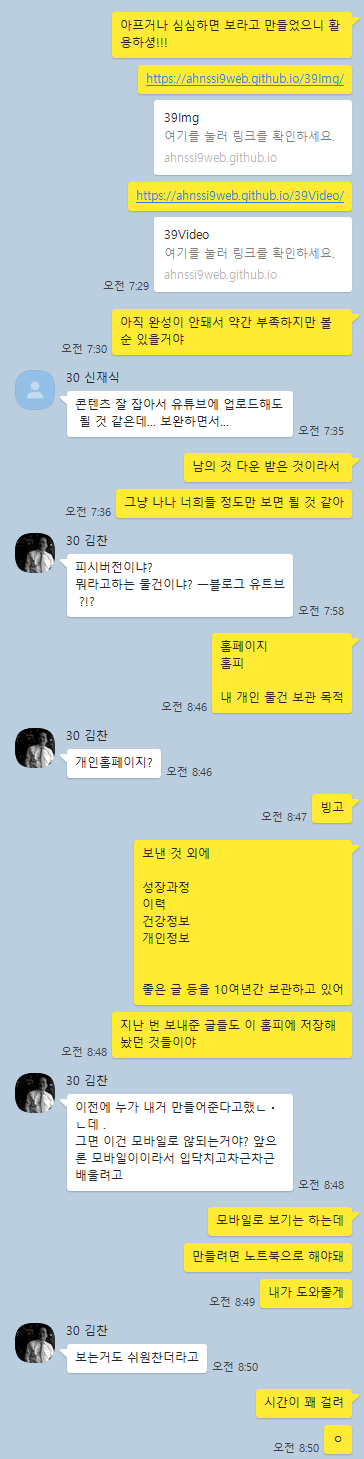 아프거나 심심하면 보라고 만들었으니 활
용하셩!!!
https://ahnssi9web.github.io/39Img/
39Img
여기를 눌러 링크를 확인하세요.
ahnssi9web.github.io
https://ahnssi9web.github.io/39Video/
39Video
여기를 눌러 링크를 확인하세요.
ahnssi9web.github.io
오전 7:29
아직 완성이 안돼서 약간 부족하지만 볼
순 있을거야
오전 7:30
30 신재식
콘텐츠 잘 잡아서 유튜브에 업로드해도
될 것 같은데... 보완하면서...
오전 7:35
남의 것 다운 받은 것이라서
그냥 나나 너희들 정도만 보면 될 것 같아
오전 7:36
30 김찬
피시버전이냐?
뭐라고하는 물건이냐? ㅡ블로그 유트브
?!?
오전 7:58
홈페이지
홈피
내 개인 물건 보관 목적
오전 8:46
30 김찬
개인홈페이지?
오전 8:46
빙고
오전 8:47
보낸 것 외에
성장과정
이력
건강정보
개인정보
좋은 글 등을 10여년간 보관하고 있어
지난 번 보내준 글들도 이 홈피에 저장해
놨던 것들이야
오전 8:48
30 김찬
이전에 누가 내거 만들어준다고했ㄴㆍ
ㄴ데 .
그면 이건 모바일로 않되는거야? 앞으
론 모바일이이라서 입닥치고차근차근
배울려고
오전 8:48
모바일로 보기는 하는데
만들려면 노트북으로 해야돼
내가 도와줄게
오전 8:49
30 김찬
보는거도 쉬원찬더라고
오전 8:50
시간이 꽤 걸려
ㅇ
오전 8:50